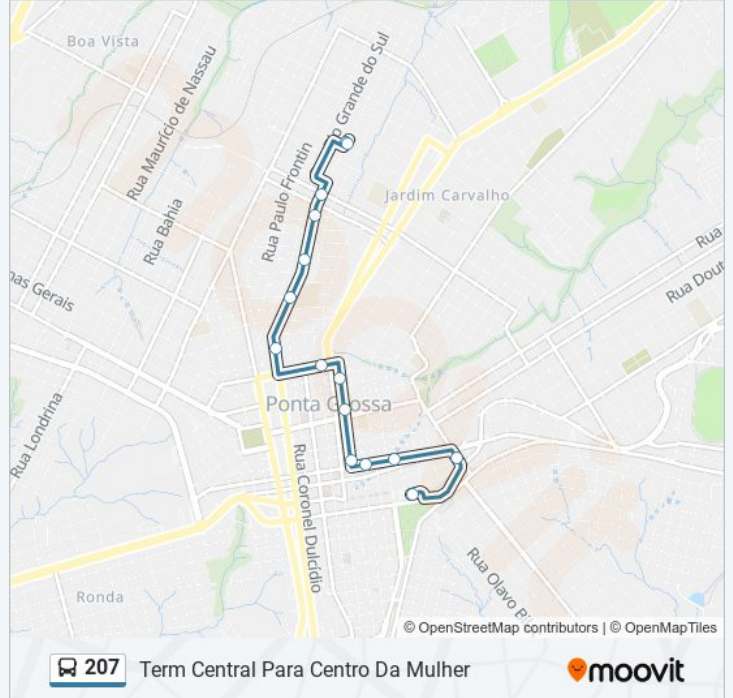 Boa Vista
Rua Maurício de Nassau
o Grande do Sul
Rua Paulo Frontin
Jardim Carvalho
Rua Bahia
Rua
Rua Dout
nas Gerais
Ponta G ossa
Rua Londrina
Rua Coronel Dulcídio
Rua Olavo Bi
Ronda
© OpenStreetMap contributors | © OpenMapTiles
207 Term Central Para Centro Da Mulher
moovit